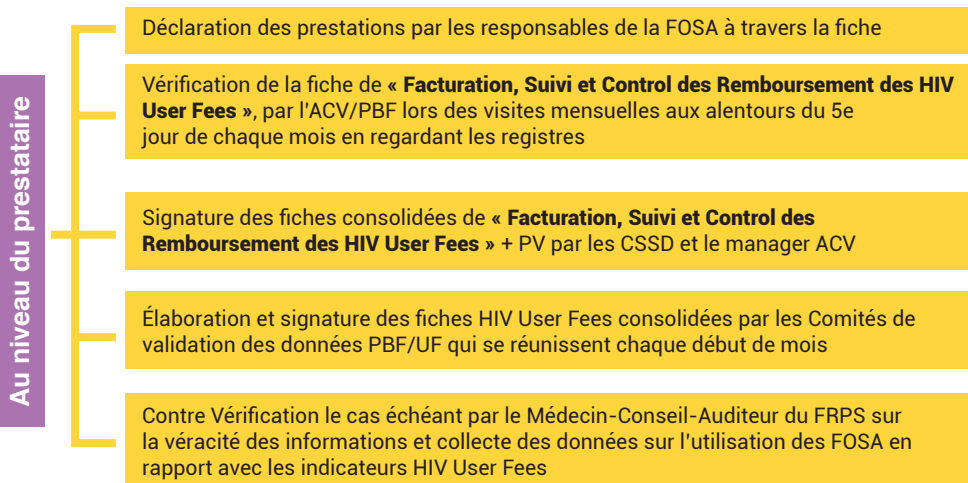 Au niveau du prestataire
Déclaration des prestations par les responsables de la FOSA à travers la fiche
Vérification de la fiche de « Facturation, Suivi et Control des Remboursement des HIV
User Fees », par l'ACV/PBF lors des visites mensuelles aux alentours du 5e
jour de chaque mois en regardant les registres
Signature des fiches consolidées de « Facturation, Suivi et Control des
Remboursement des HIV User Fees » + PV par les CSSD et le manager ACV
Élaboration et signature des fiches HIV User Fees consolidées par les Comités de
validation des données PBF/UF qui se réunissent chaque début de mois
Contre Vérification le cas échéant par le Médecin-Conseil-Auditeur du FRPS sur
la véracité des informations et collecte des données sur l'utilisation des FOSA en
rapport avec les indicateurs HIV User Fees